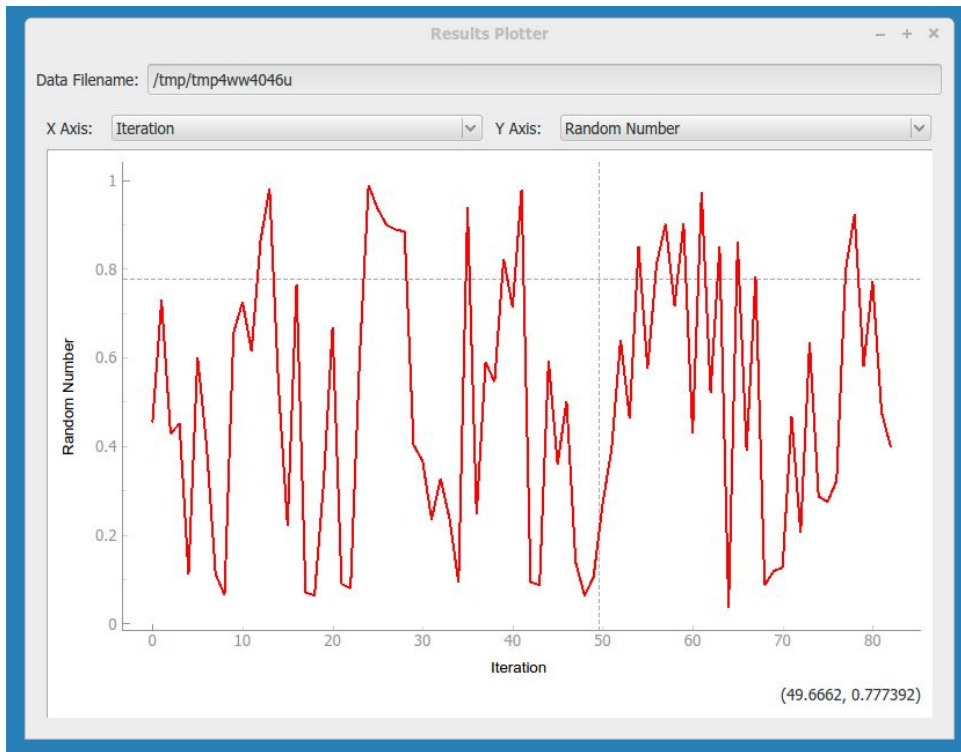 Results Plotter
Data Filename: /tmp/tmp4ww4046u
X Axis: Iteration Y Axis: Random Number
1
0.8
0.6
0.4
0.2
0
Random Number
0 10 20 30 40 50 60 70 80
Iteration
(49.6662, 0.777392)